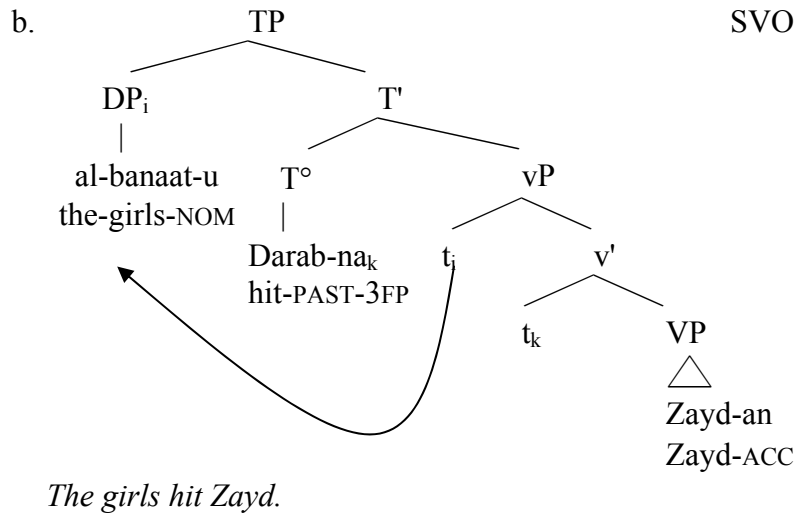 b. TP SVO
DPᵢ T'
al-banaat-u T° vP
the-girls-NOM
Darab-naₖ tᵢ v'
hit-PAST-3FP
tₖ VP
Zayd-an
Zayd-ACC
The girls hit Zayd.